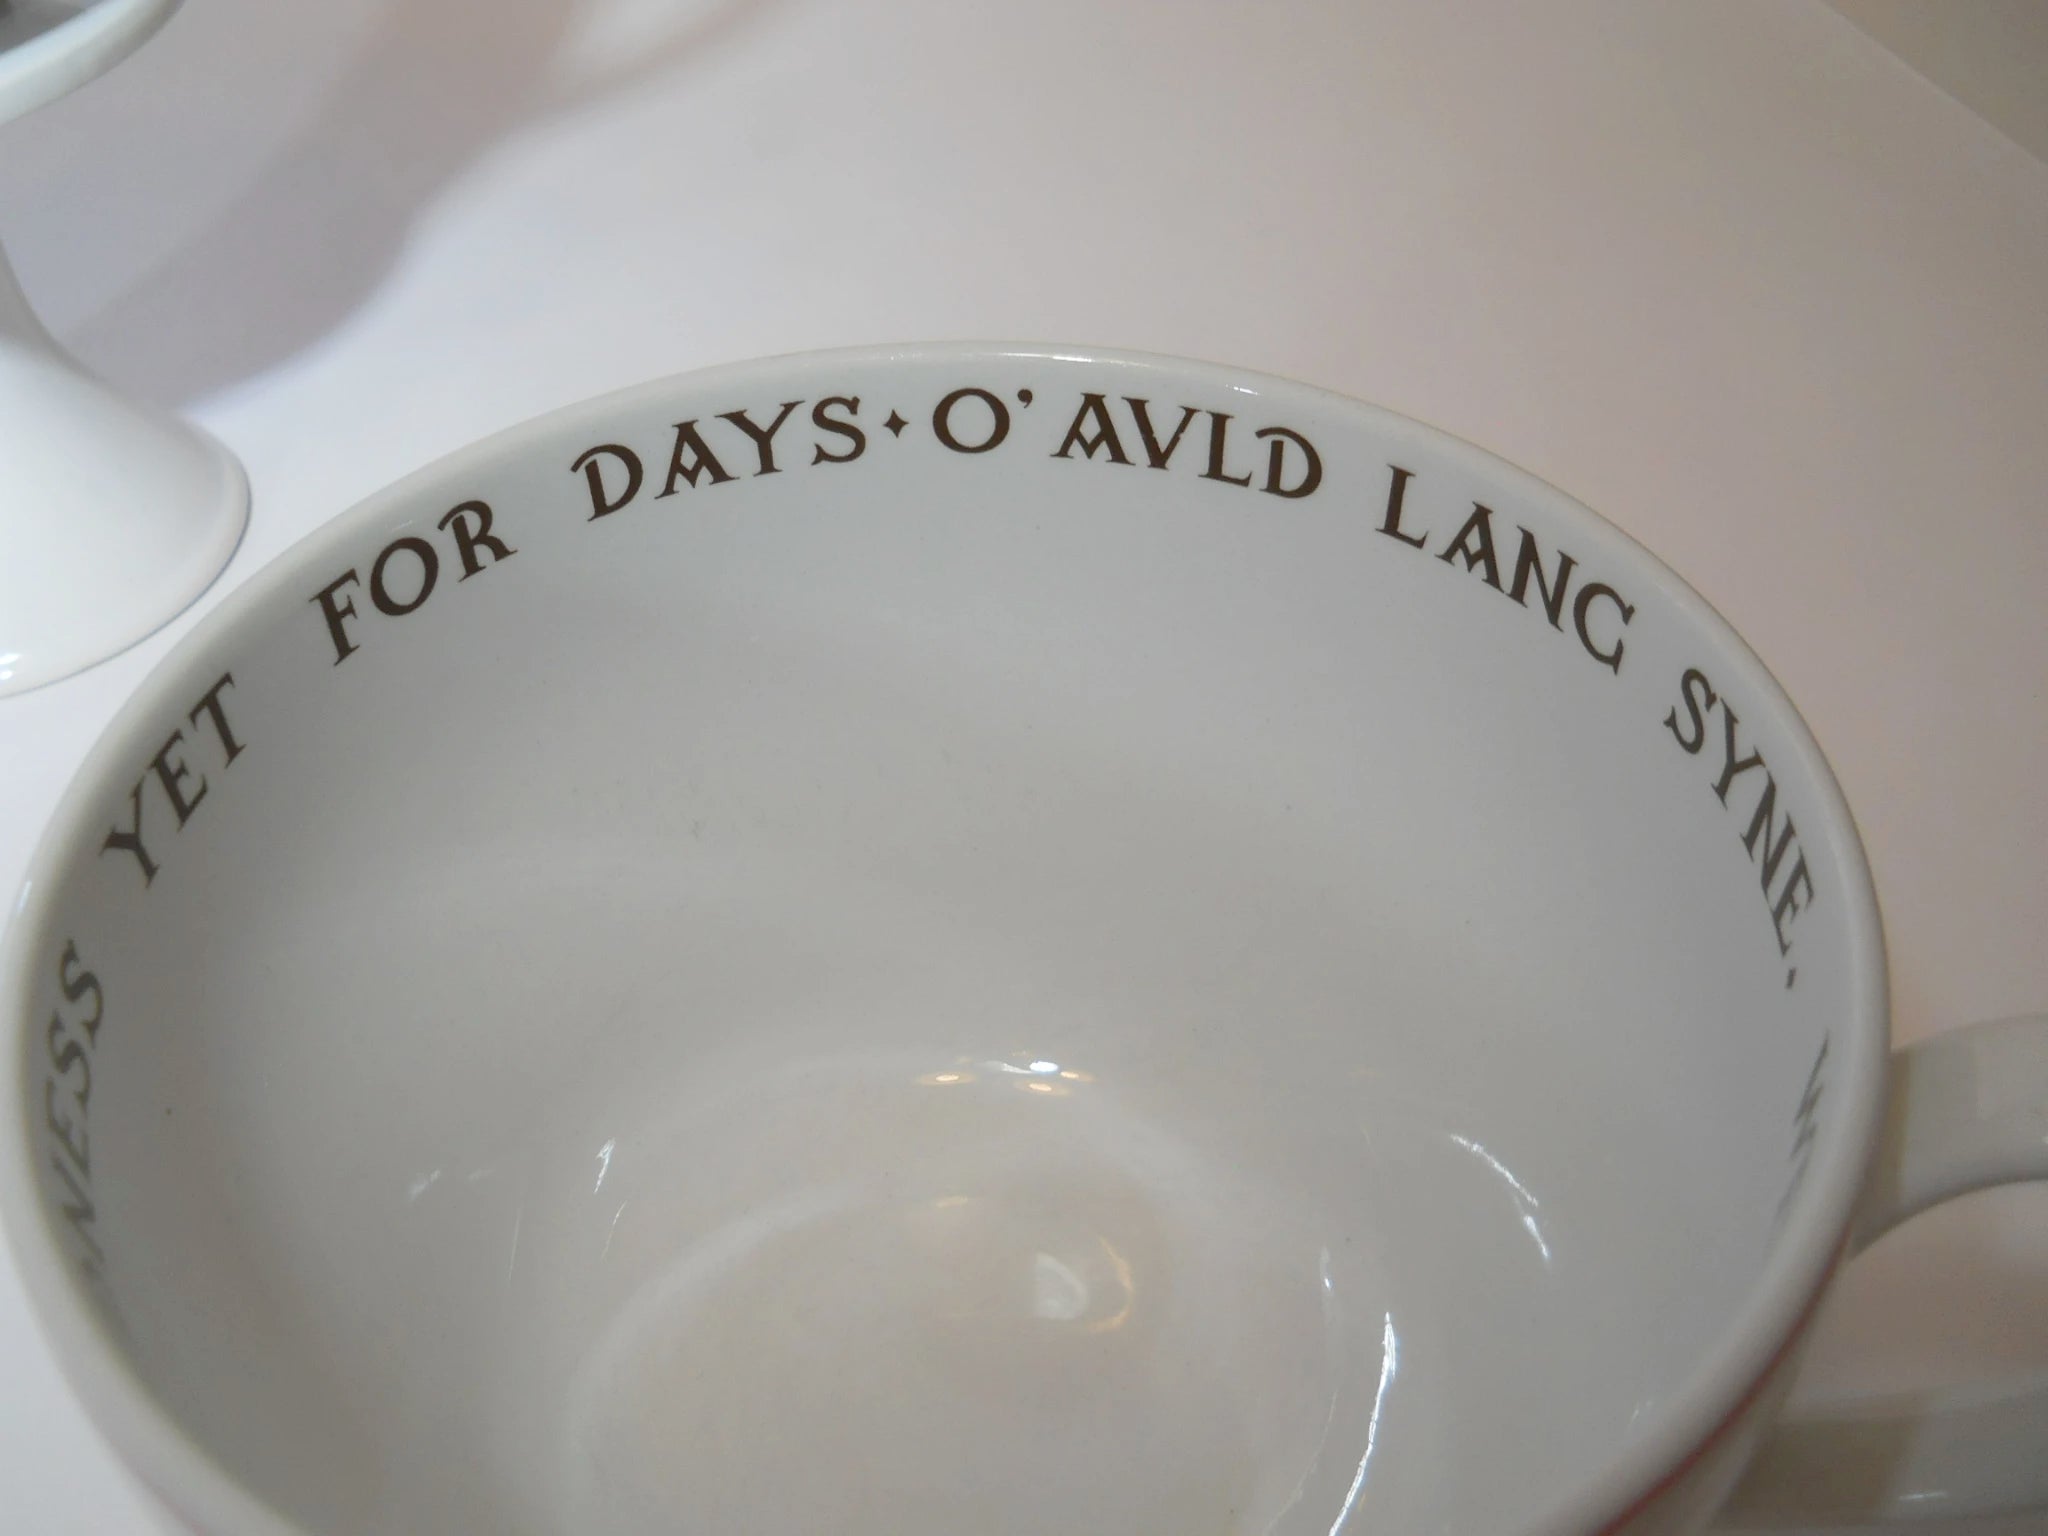 YET FOR DAYS · O' AVLD LANG SYNE.